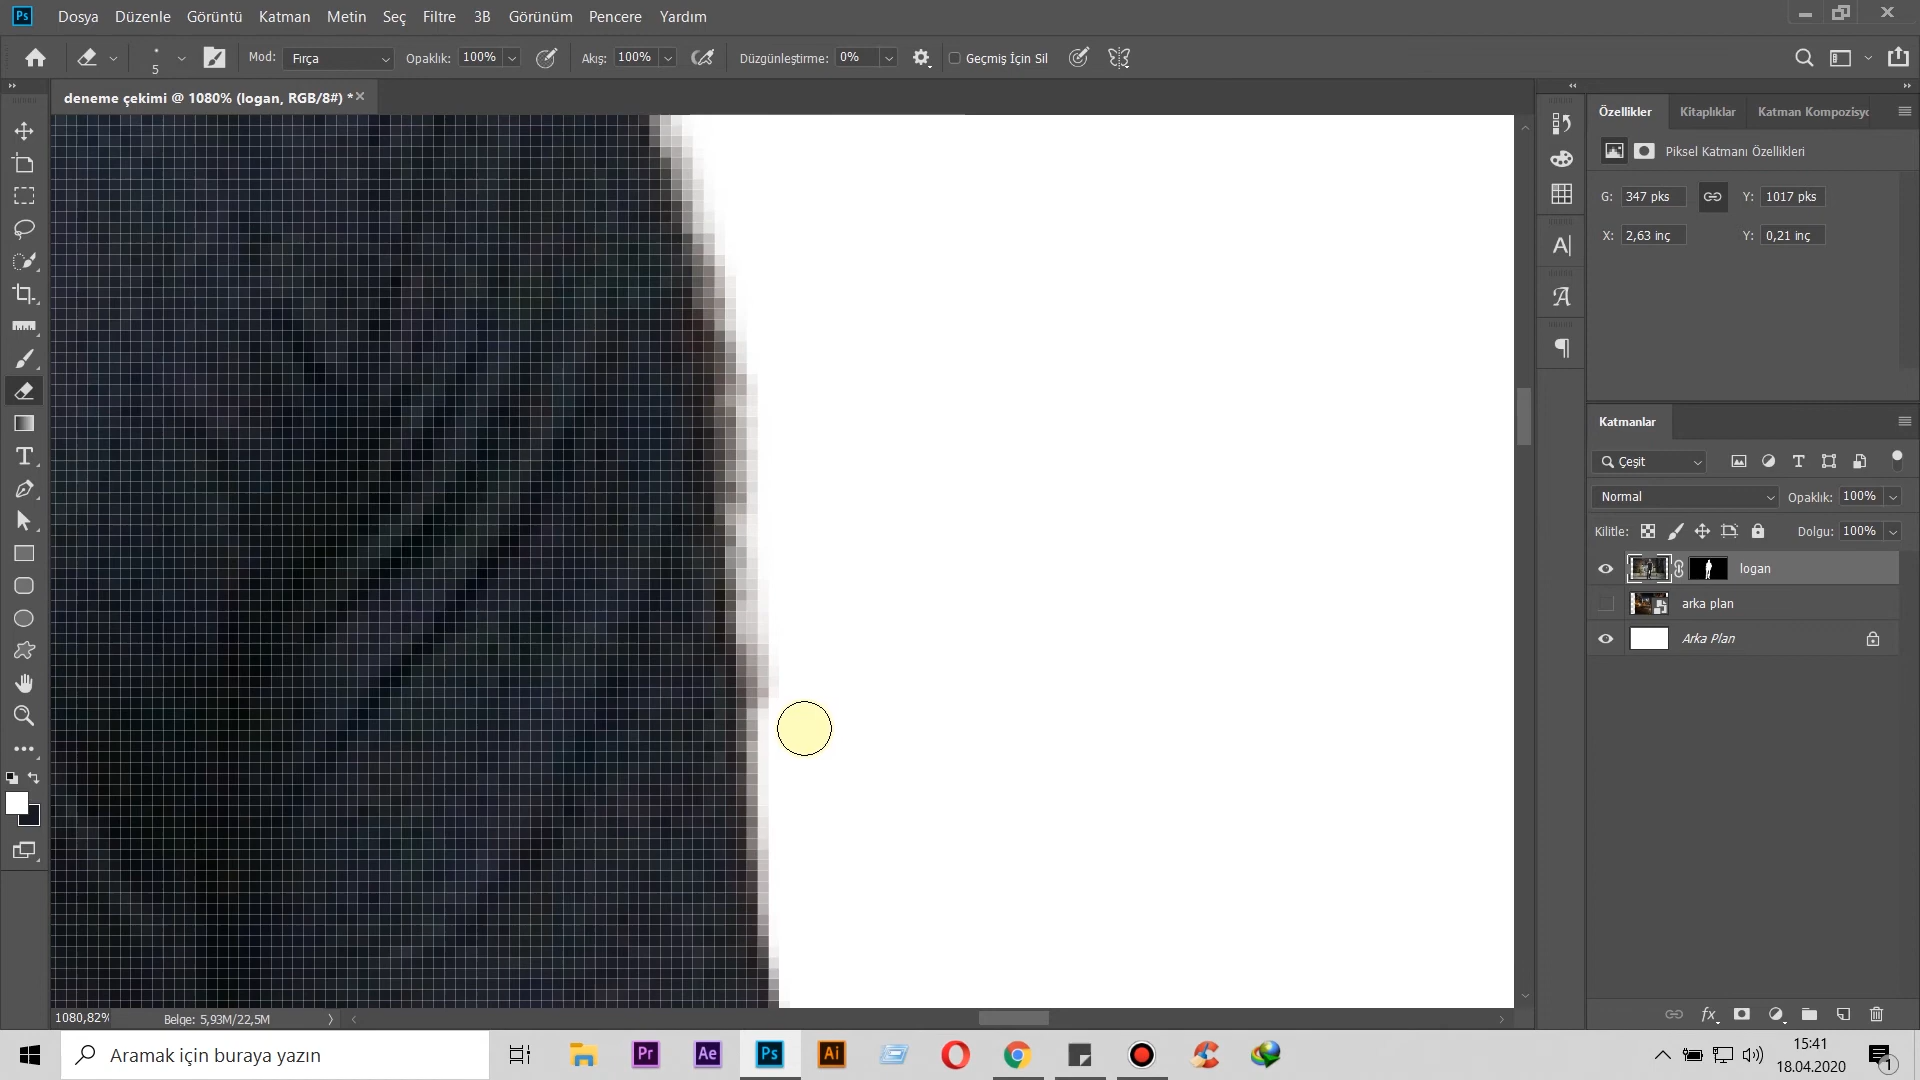 Ps Dosya Düzenle Görüntü Katman Metin Seç Filtre 3B Görünüm Pencere Yardım
5 Mod: Fırça Opaklık: 100% Akış: 100% Düzgünleştirme: 0% Geçmiş İçin Sil
deneme çekimi @ 1080% (logan, RGB/8#) *
Özellikler Kitaplıklar Katman Kompozisyo
Piksel Katmanı Özellikleri
G: 347 pks Y: 1017 pks
X: 2,63 inç Y: 0,21 inç
Katmanlar
Çeşit
Normal Opaklık: 100%
Kilitle: Dolgu: 100%
logan
arka plan
Arka Plan
fx
1080,82% Belge: 5,93M/22,5M
Aramak için buraya yazın
Pr Ae Ps Ai
15:41
18.04.2020
1